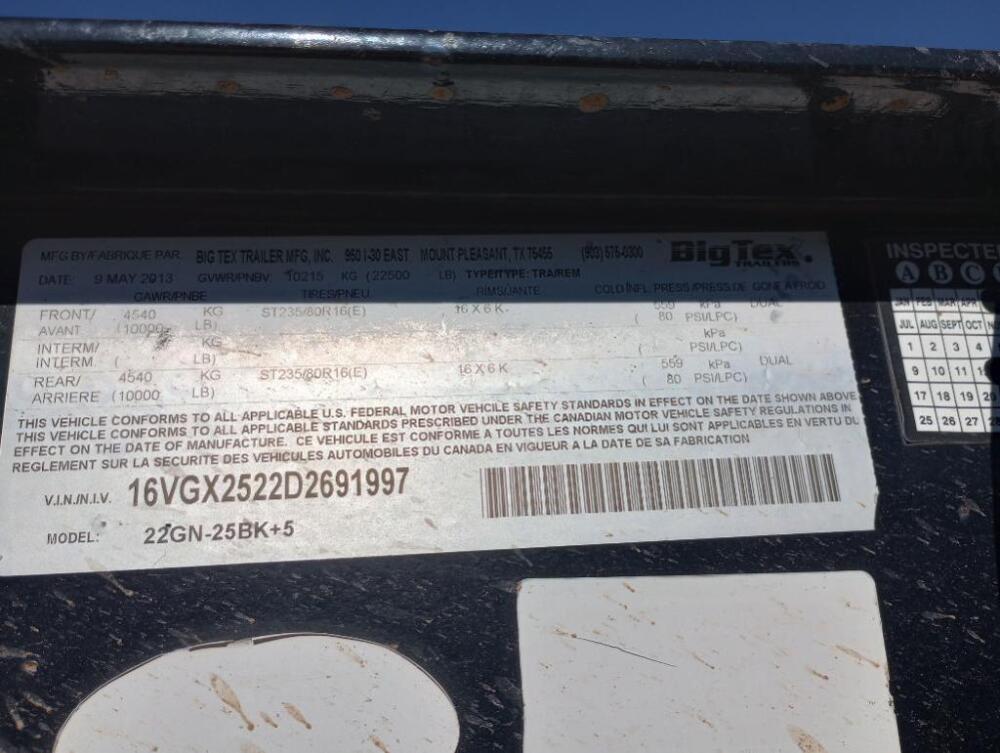 MFG BY/FABRIQUE PAR: BIG TEX TRAILER MFG, INC. 950 I-30 EAST MOUNT PLEASANT, TX 75455 (903) 575-0300 Big Tex TRAILERS
DATE: 9 MAY 2013 GVWR/PNBV: 10215 KG (22500 LB) TYPE/TYPE: TRA/REM
GAWR/PNBE TIRES/PNEU RIMS/JANTE COLD INFL. PRESS/PRESS DE GONF A FROID
FRONT/ 4540 KG ST235/80R16(E) 16 X 6 K 559 kPa DUAL
AVANT (10000 LB) ( 80 PSI/LPC)
INTERM/ KG kPa
INTERM ( LB) ( PSI/LPC)
REAR/ 4540 KG ST235/80R16(E) 16 X 6 K 559 kPa DUAL
ARRIERE (10000 LB) ( 80 PSI/LPC)
THIS VEHICLE CONFORMS TO ALL APPLICABLE U.S. FEDERAL MOTOR VEHCILE SAFETY STANDARDS IN EFFECT ON THE DATE SHOWN ABOVE
THIS VEHICLE CONFORMS TO ALL APPLICABLE STANDARDS PRESCRIBED UNDER THE CANADIAN MOTOR VEHICLE SAFETY REGULATIONS IN
EFFECT ON THE DATE OF MANUFACTURE. CE VEHICULE EST CONFORME A TOUTES LES NORMES QUI LUI SONT APPLICABLES EN VERTU DU
REGLEMENT SUR LA SECURITE DES VEHICULES AUTOMOBILES DU CANADA EN VIGUEUR A LA DATE DE SA FABRICATION
V.I.N./N.I.V. 16VGX2522D2691997
MODEL: 22GN-25BK+5
INSPECTE
A B C
JAN FEB MAR APR
JUL AUG SEPT OCT
1 2 3 4
9 10 11
17 18 19
25 26 27